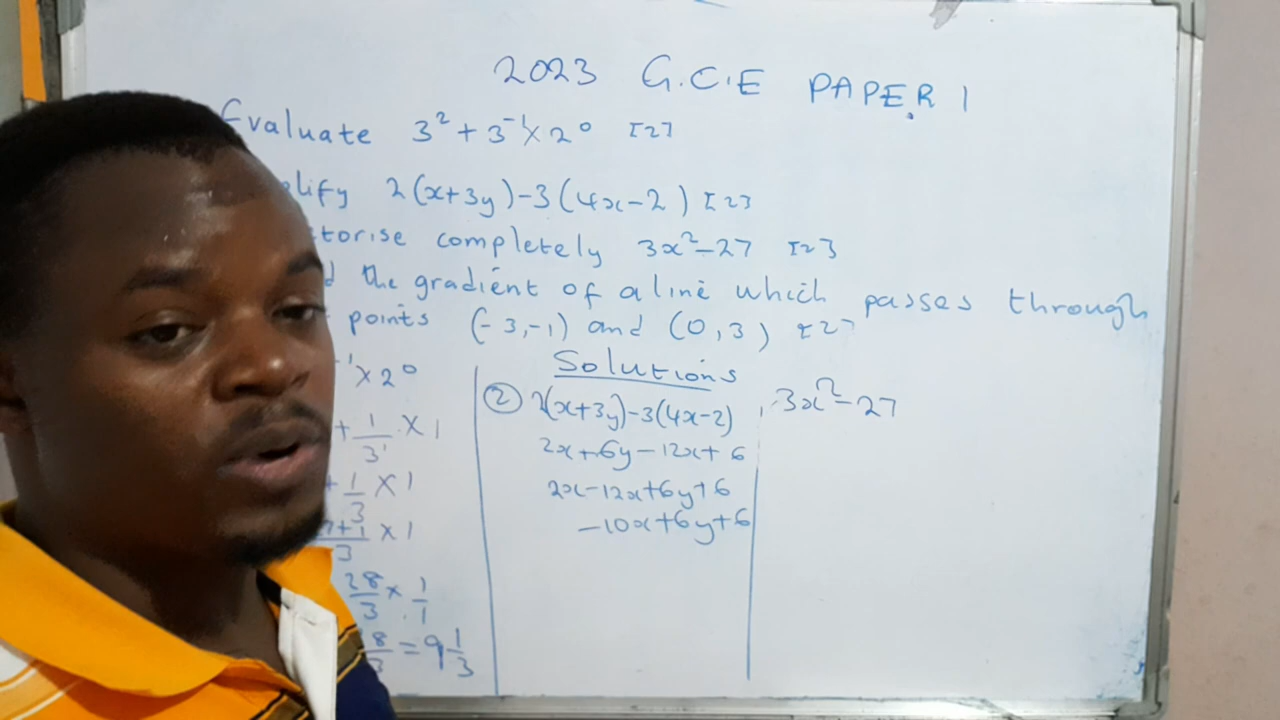 2023 G.C.E PAPER 1
Evaluate 3² + 3⁻¹ × 2⁰ [2]
lify 2(x+3y)-3(4x-2) [2]
torise completely 3x²-27 [2]
d the gradient of a line which passes through
points (-3,-1) and (0,3) [2]
Solutions
⁻¹ × 2⁰
+ 1/3¹ × 1
+ 1/3 × 1
+1/3 × 1
28/3 × 1/1
8/3 = 9 1/3
② 2(x+3y)-3(4x-2)
2x+6y-12x+6
2x-12x+6y+6
-10x+6y+6
3x²-27